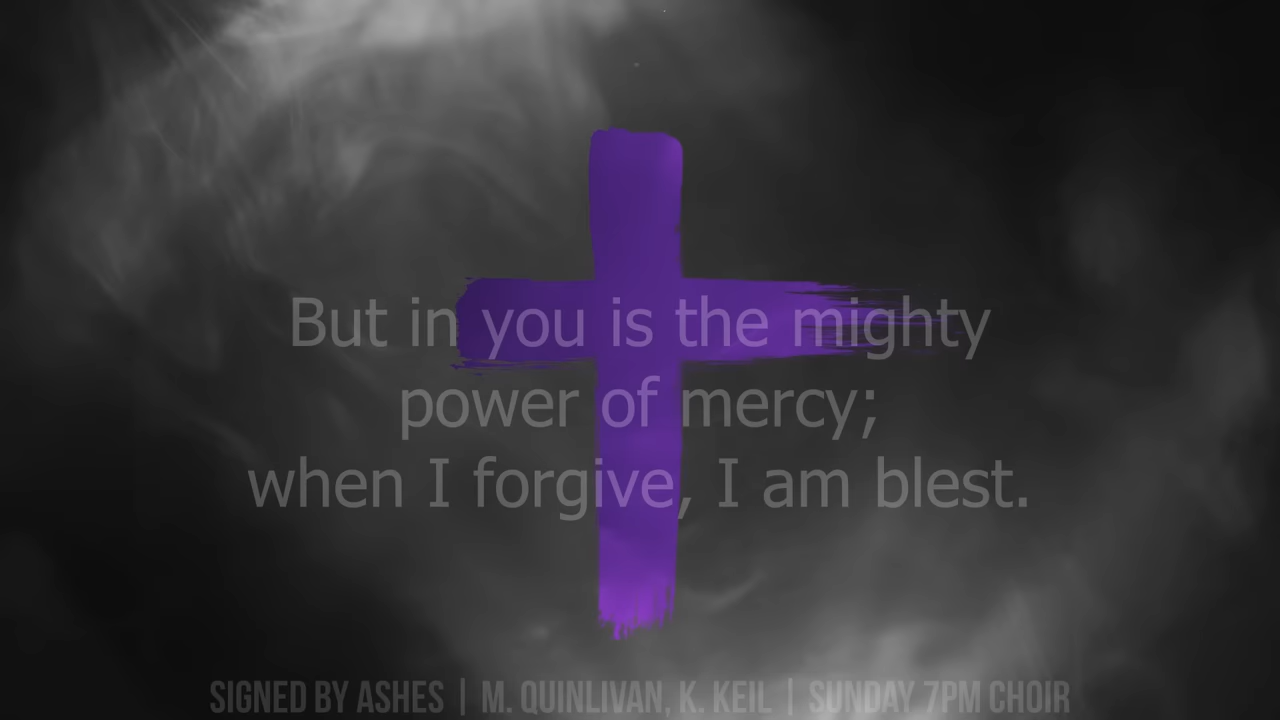 But in you is the mighty
power of mercy;
when I forgive, I am blest.
SIGNED BY ASHES | M. QUINLIVAN, K. KEIL | SUNDAY 7PM CHOIR